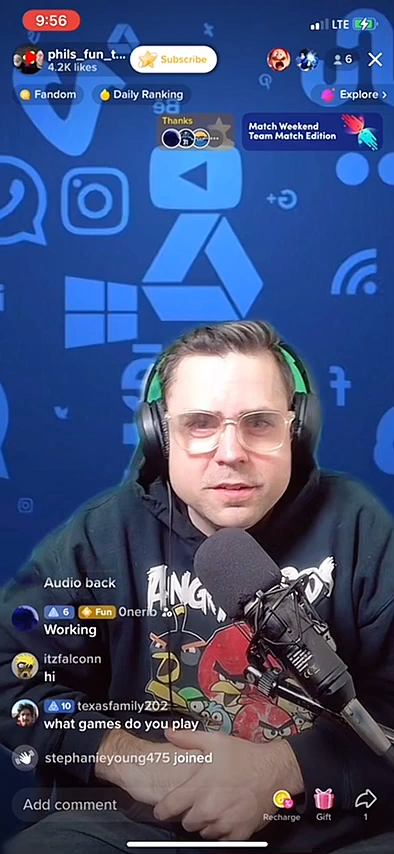 9:56
LTE
phils_fun_t...
4.2K likes
Subscribe
6
Fandom
Daily Ranking
Explore
Thanks
Match Weekend
Team Match Edition
Audio back
6 Fun 0nerib
Working
itzfalconn
hi
10 texasfamily202
what games do you play
stephanieyoung475 joined
Add comment
Recharge
Gift
1